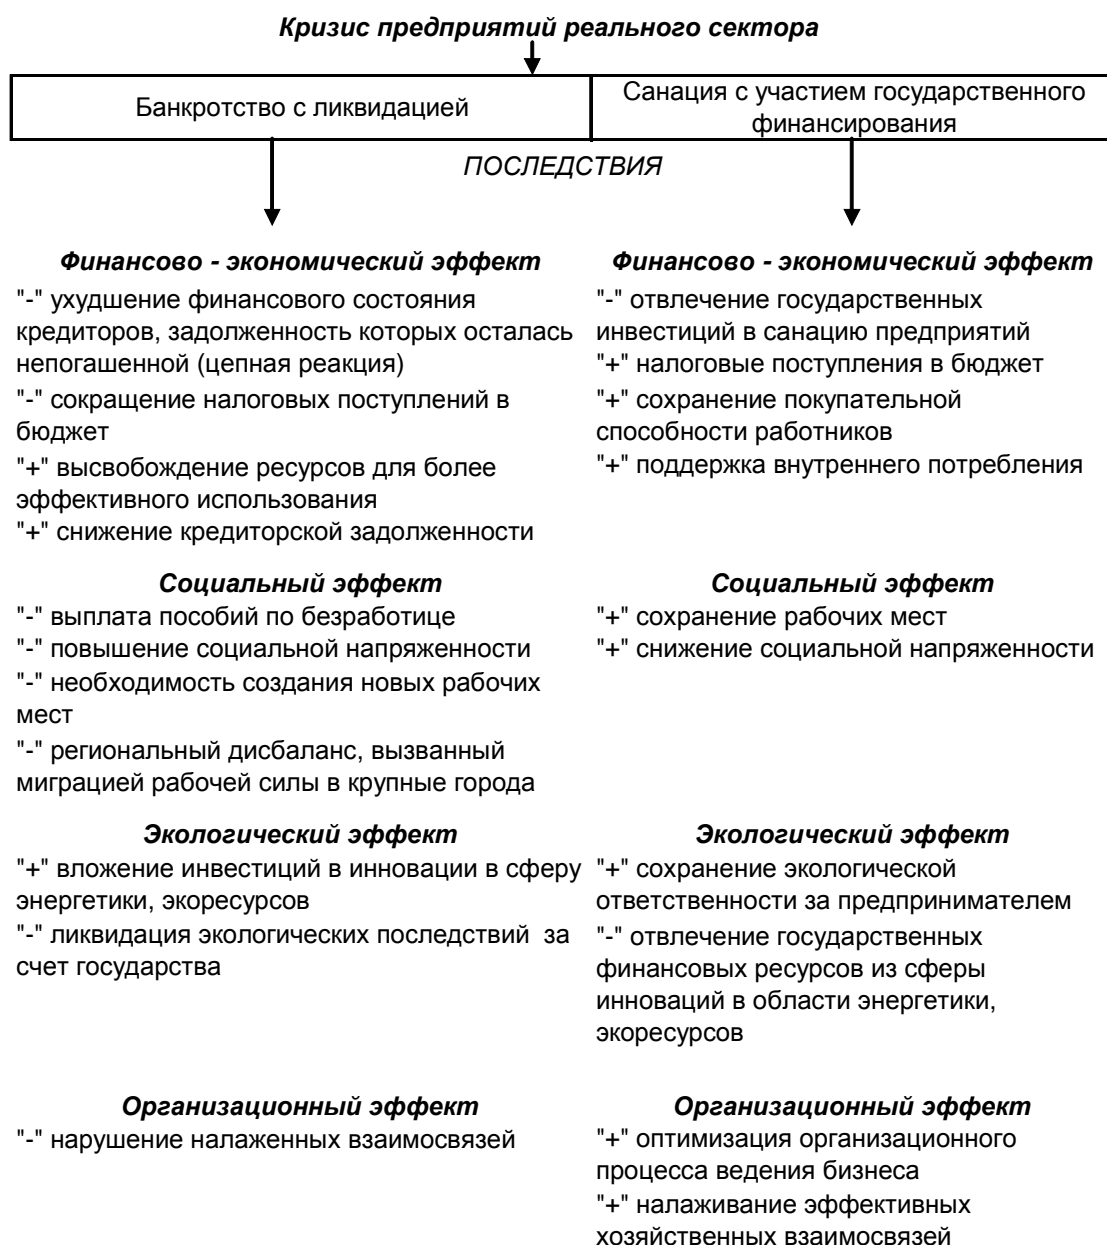 Кризис предприятий реального сектора
Банкротство с ликвидацией
Санация с участием государственного
финансирования
ПОСЛЕДСТВИЯ
Финансово - экономический эффект
"-" ухудшение финансового состояния
кредиторов, задолженность которых осталась
непогашенной (цепная реакция)
"-" сокращение налоговых поступлений в
бюджет
"+" высвобождение ресурсов для более
эффективного использования
"+" снижение кредиторской задолженности
Финансово - экономический эффект
"-" отвлечение государственных
инвестиций в санацию предприятий
"+" налоговые поступления в бюджет
"+" сохранение покупательной
способности работников
"+" поддержка внутреннего потребления
Социальный эффект
"-" выплата пособий по безработице
"-" повышение социальной напряженности
"-" необходимость создания новых рабочих
мест
"-" региональный дисбаланс, вызванный
миграцией рабочей силы в крупные города
Социальный эффект
"+" сохранение рабочих мест
"+" снижение социальной напряженности
Экологический эффект
"+" вложение инвестиций в инновации в сферу
энергетики, экоресурсов
"-" ликвидация экологических последствий  за
счет государства
Экологический эффект
"+" сохранение экологической
ответственности за предпринимателем
"-" отвлечение государственных
финансовых ресурсов из сферы
инноваций в области энергетики,
экоресурсов
Организационный эффект
"-" нарушение налаженных взаимосвязей
Организационный эффект
"+" оптимизация организационного
процесса ведения бизнеса
"+" налаживание эффективных
хозяйственных взаимосвязей